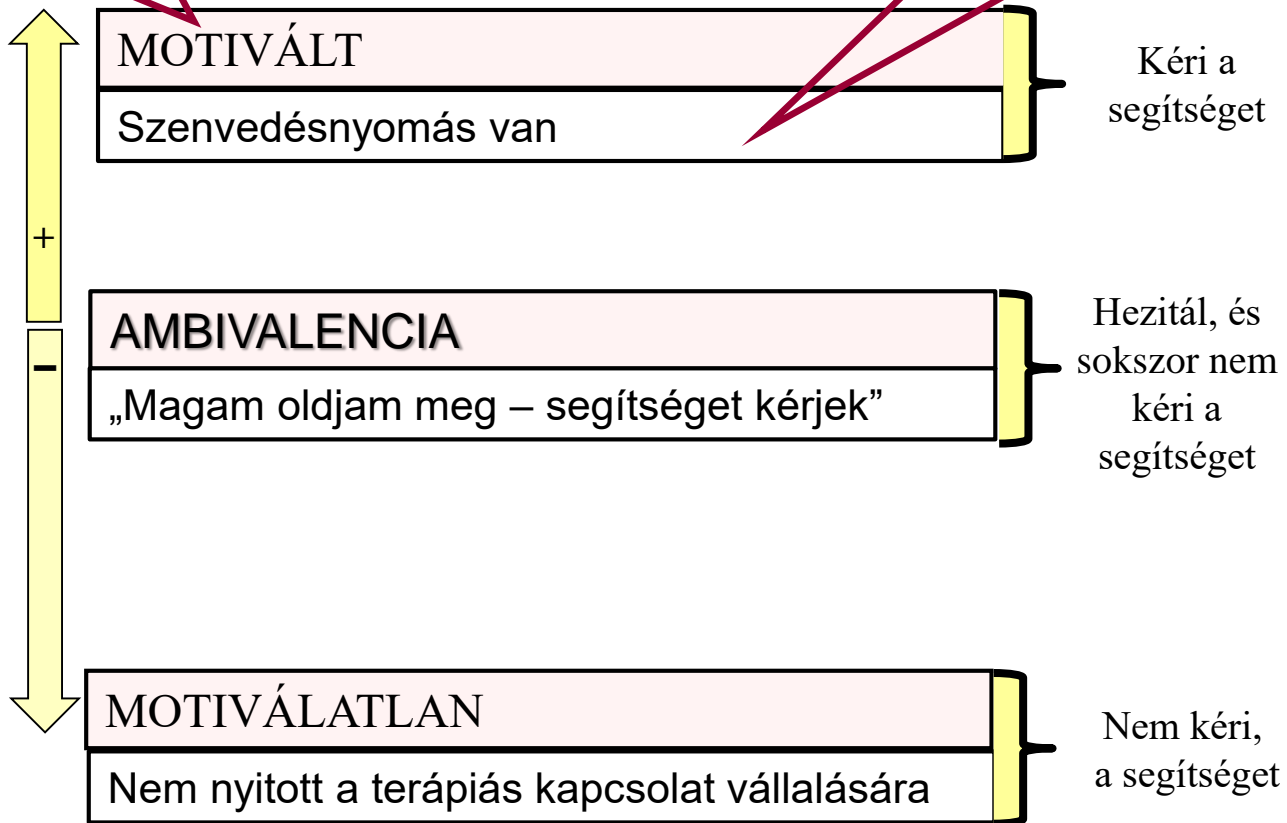 MOTIVÁLT
Szenvedésnyomás van
Kéri a
segítséget
+
-
AMBIVALENCIA
„Magam oldjam meg – segítséget kérjek”
Hezitál, és
sokszor nem
kéri a
segítséget
MOTIVÁLATLAN
Nem nyitott a terápiás kapcsolat vállalására
Nem kéri,
a segítséget